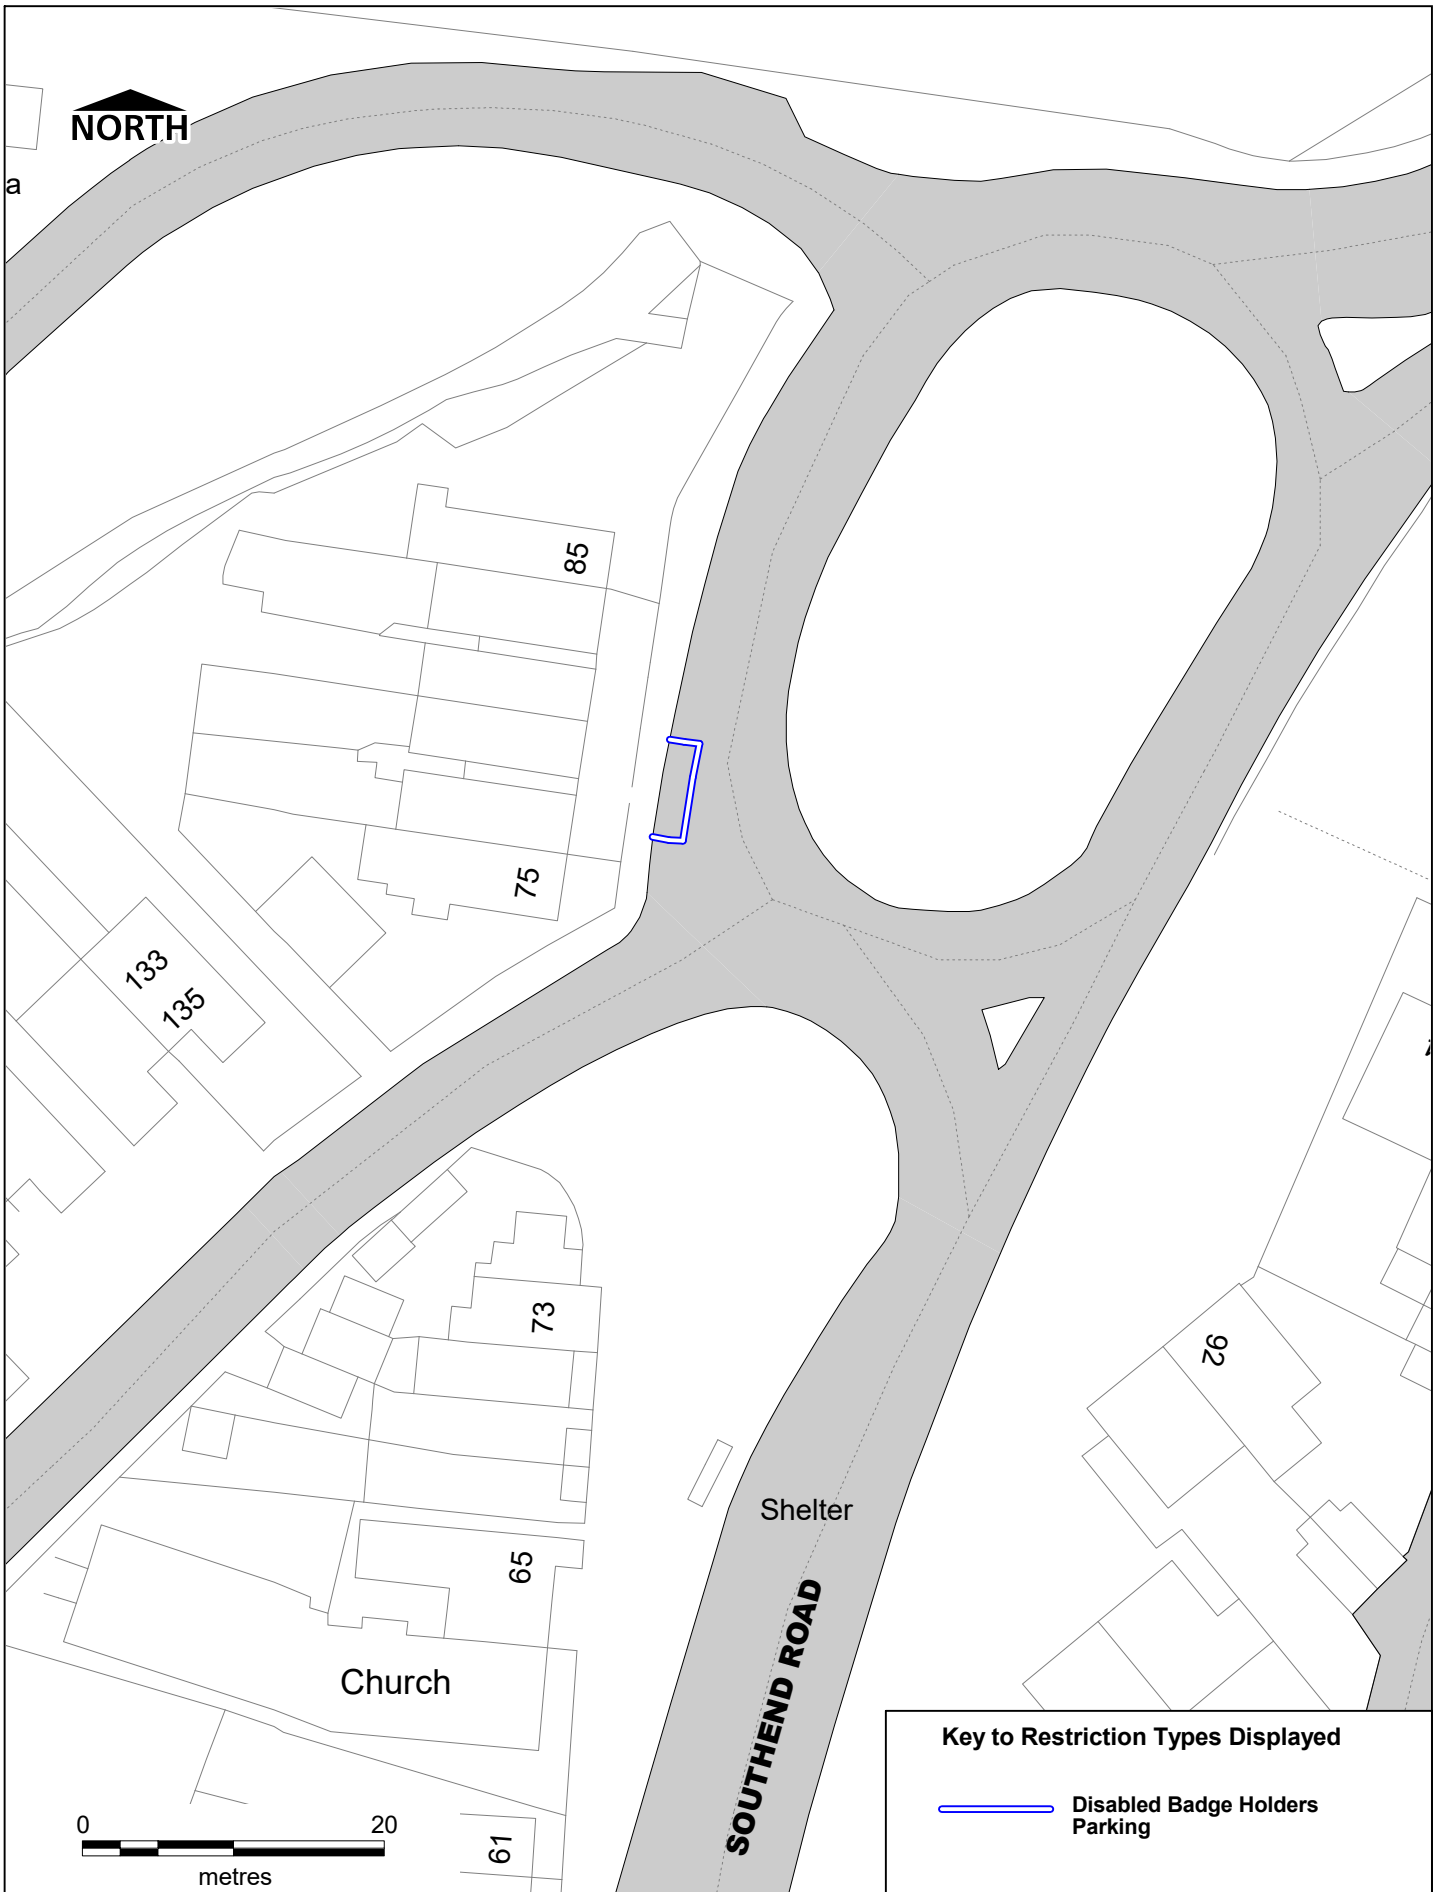 NORTH
a
85
75
133
135
73
92
Shelter
65
SOUTHEND ROAD
Church
61
0 20
metres
Key to Restriction Types Displayed
Disabled Badge Holders
Parking